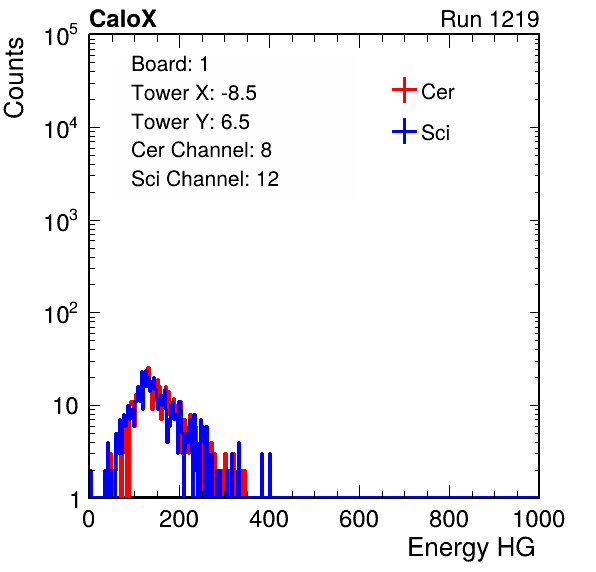 CaloX Run 1219
Counts
10^5
10^4
10^3
10^2
10
1
Board: 1
Tower X: -8.5
Tower Y: 6.5
Cer Channel: 8
Sci Channel: 12
Cer
Sci
0 200 400 600 800 1000
Energy HG